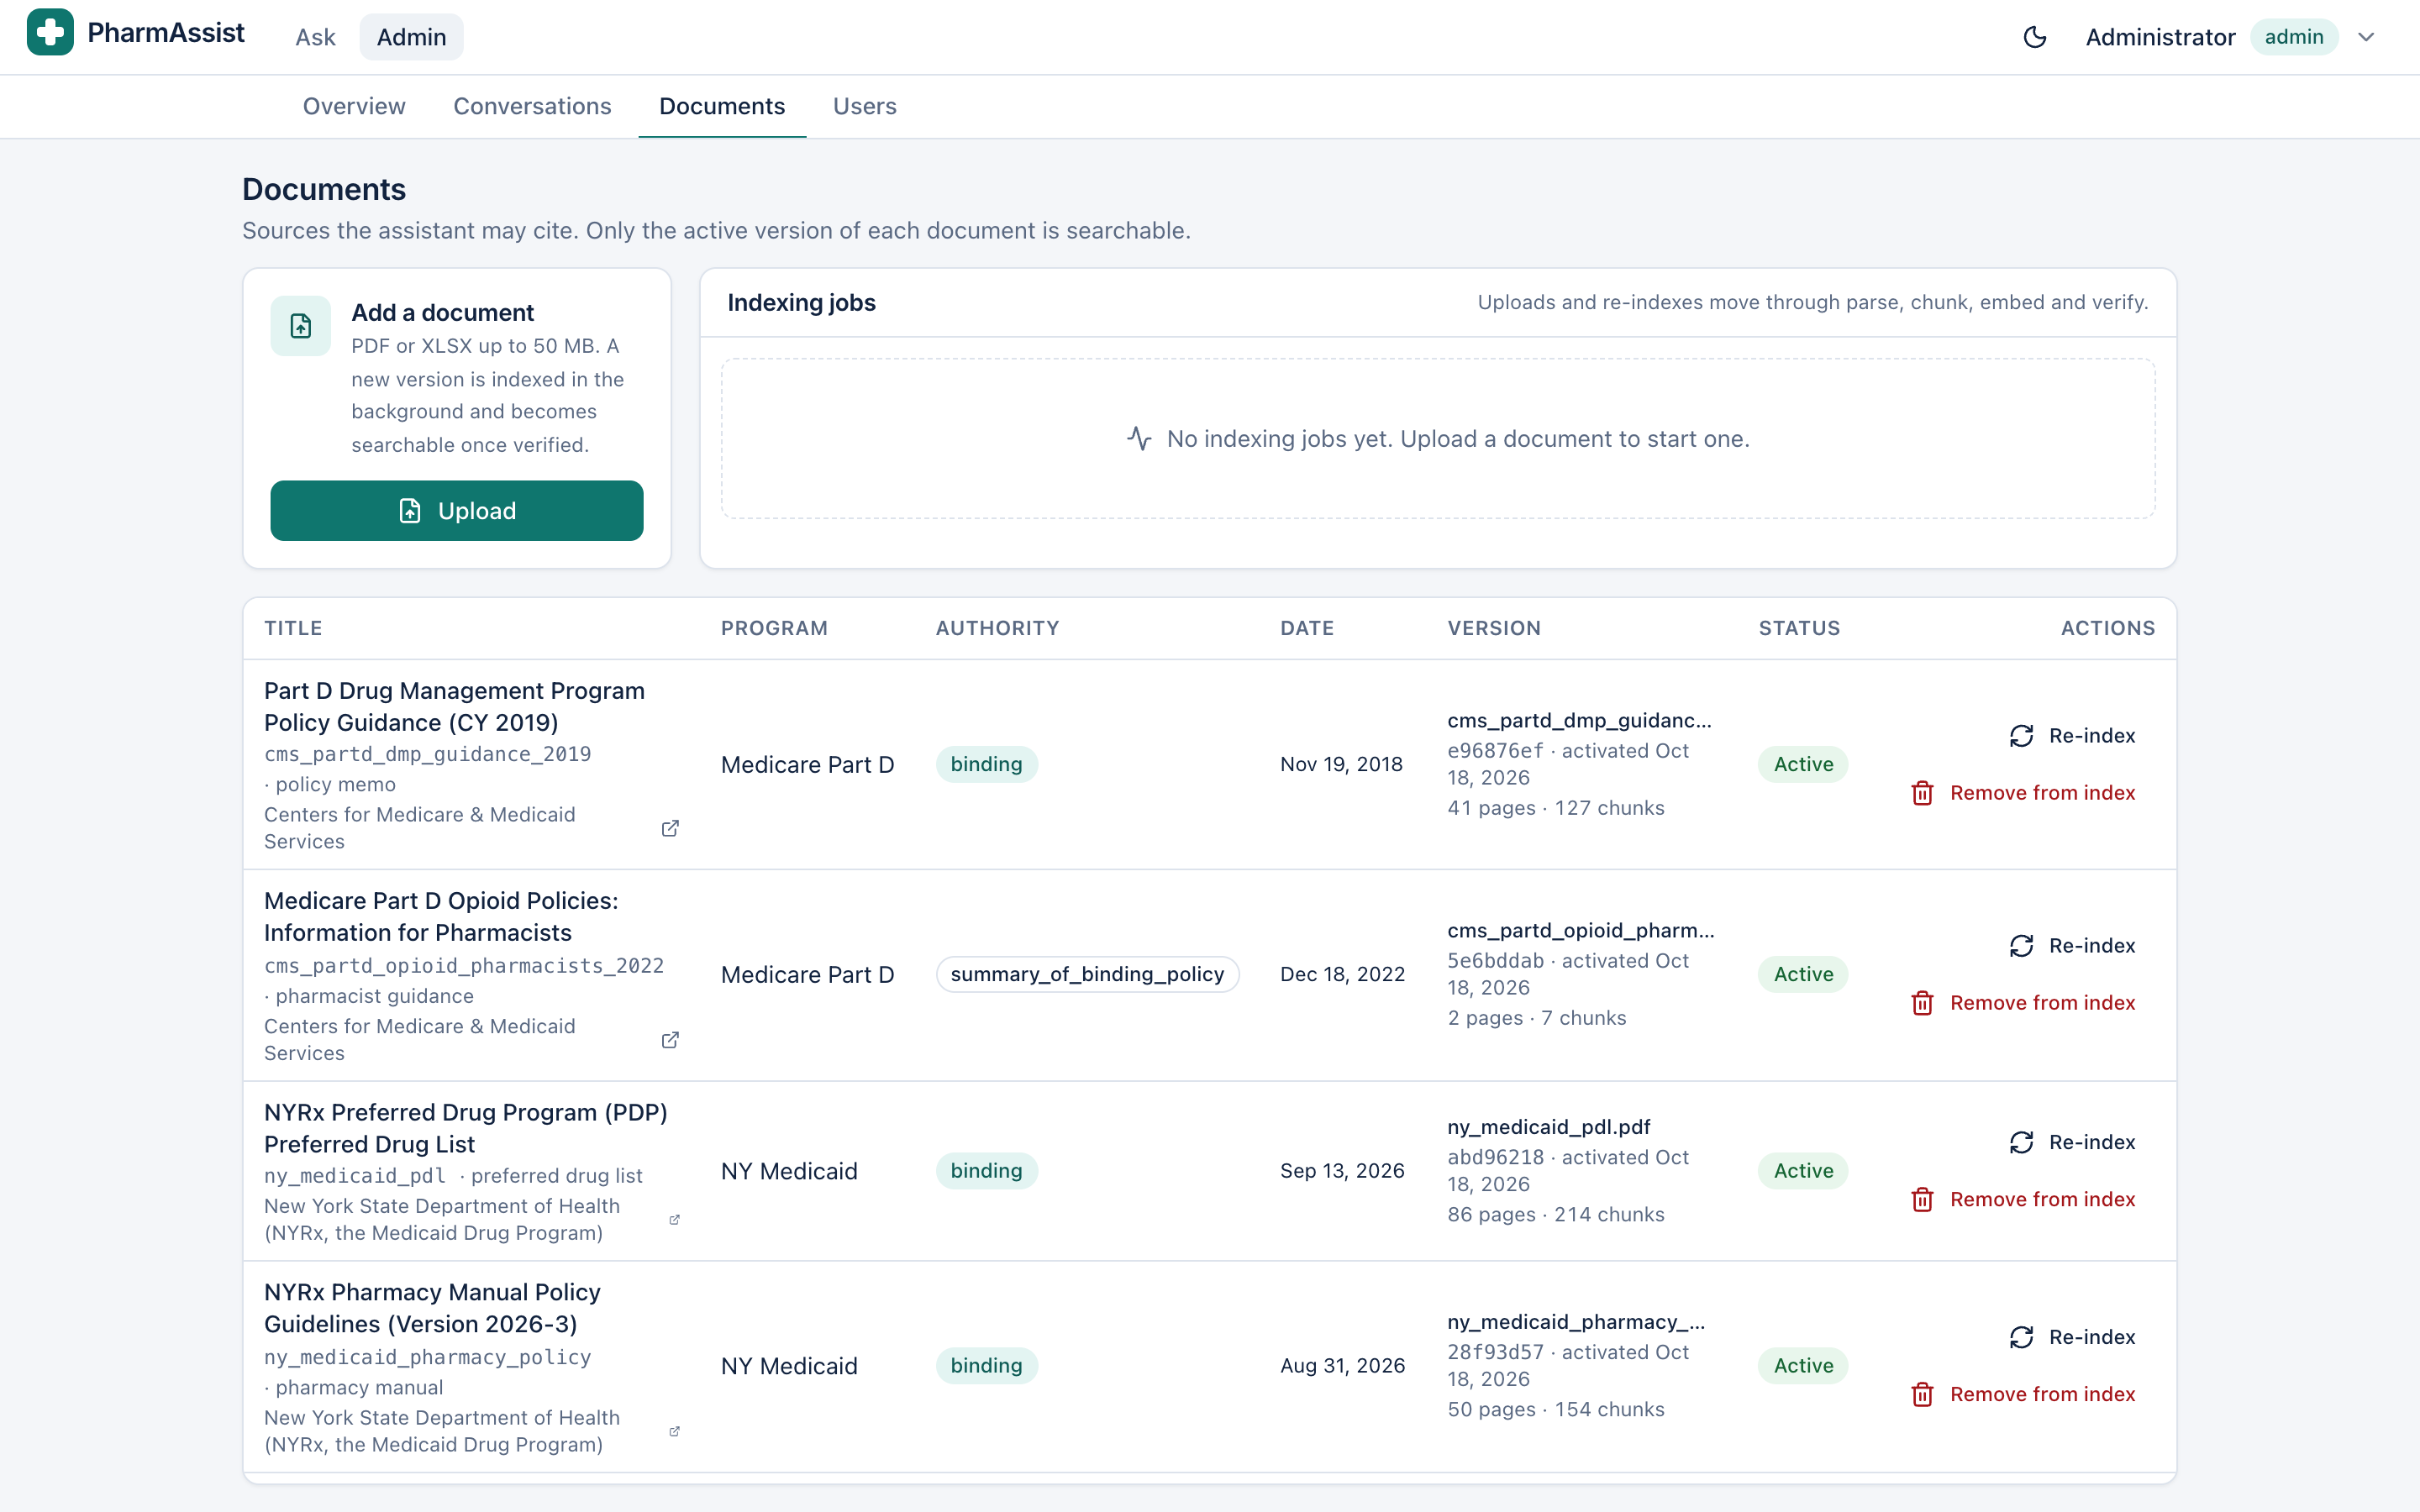 PharmAssist
Ask
Admin
Administrator
admin
Overview
Conversations
Documents
Users
Documents
Sources the assistant may cite. Only the active version of each document is searchable.
Add a document
PDF or XLSX up to 50 MB. A
new version is indexed in the
background and becomes
searchable once verified.
Upload
Indexing jobs
Uploads and re-indexes move through parse, chunk, embed and verify.
No indexing jobs yet. Upload a document to start one.
TITLE
PROGRAM
AUTHORITY
DATE
VERSION
STATUS
ACTIONS
Part D Drug Management Program
Policy Guidance (CY 2019)
cms_partd_dmp_guidance_2019
· policy memo
Centers for Medicare & Medicaid
Services
Medicare Part D
binding
Nov 19, 2018
cms_partd_dmp_guidanc...
e96876ef · activated Oct
18, 2026
41 pages · 127 chunks
Active
Re-index
Remove from index
Medicare Part D Opioid Policies:
Information for Pharmacists
cms_partd_opioid_pharmacists_2022
· pharmacist guidance
Centers for Medicare & Medicaid
Services
Medicare Part D
summary_of_binding_policy
Dec 18, 2022
cms_partd_opioid_pharm...
5e6bddab · activated Oct
18, 2026
2 pages · 7 chunks
Active
Re-index
Remove from index
NYRx Preferred Drug Program (PDP)
Preferred Drug List
ny_medicaid_pdl · preferred drug list
New York State Department of Health
(NYRx, the Medicaid Drug Program)
NY Medicaid
binding
Sep 13, 2026
ny_medicaid_pdl.pdf
abd96218 · activated Oct
18, 2026
86 pages · 214 chunks
Active
Re-index
Remove from index
NYRx Pharmacy Manual Policy
Guidelines (Version 2026-3)
ny_medicaid_pharmacy_policy
· pharmacy manual
New York State Department of Health
(NYRx, the Medicaid Drug Program)
NY Medicaid
binding
Aug 31, 2026
ny_medicaid_pharmacy_...
28f93d57 · activated Oct
18, 2026
50 pages · 154 chunks
Active
Re-index
Remove from index